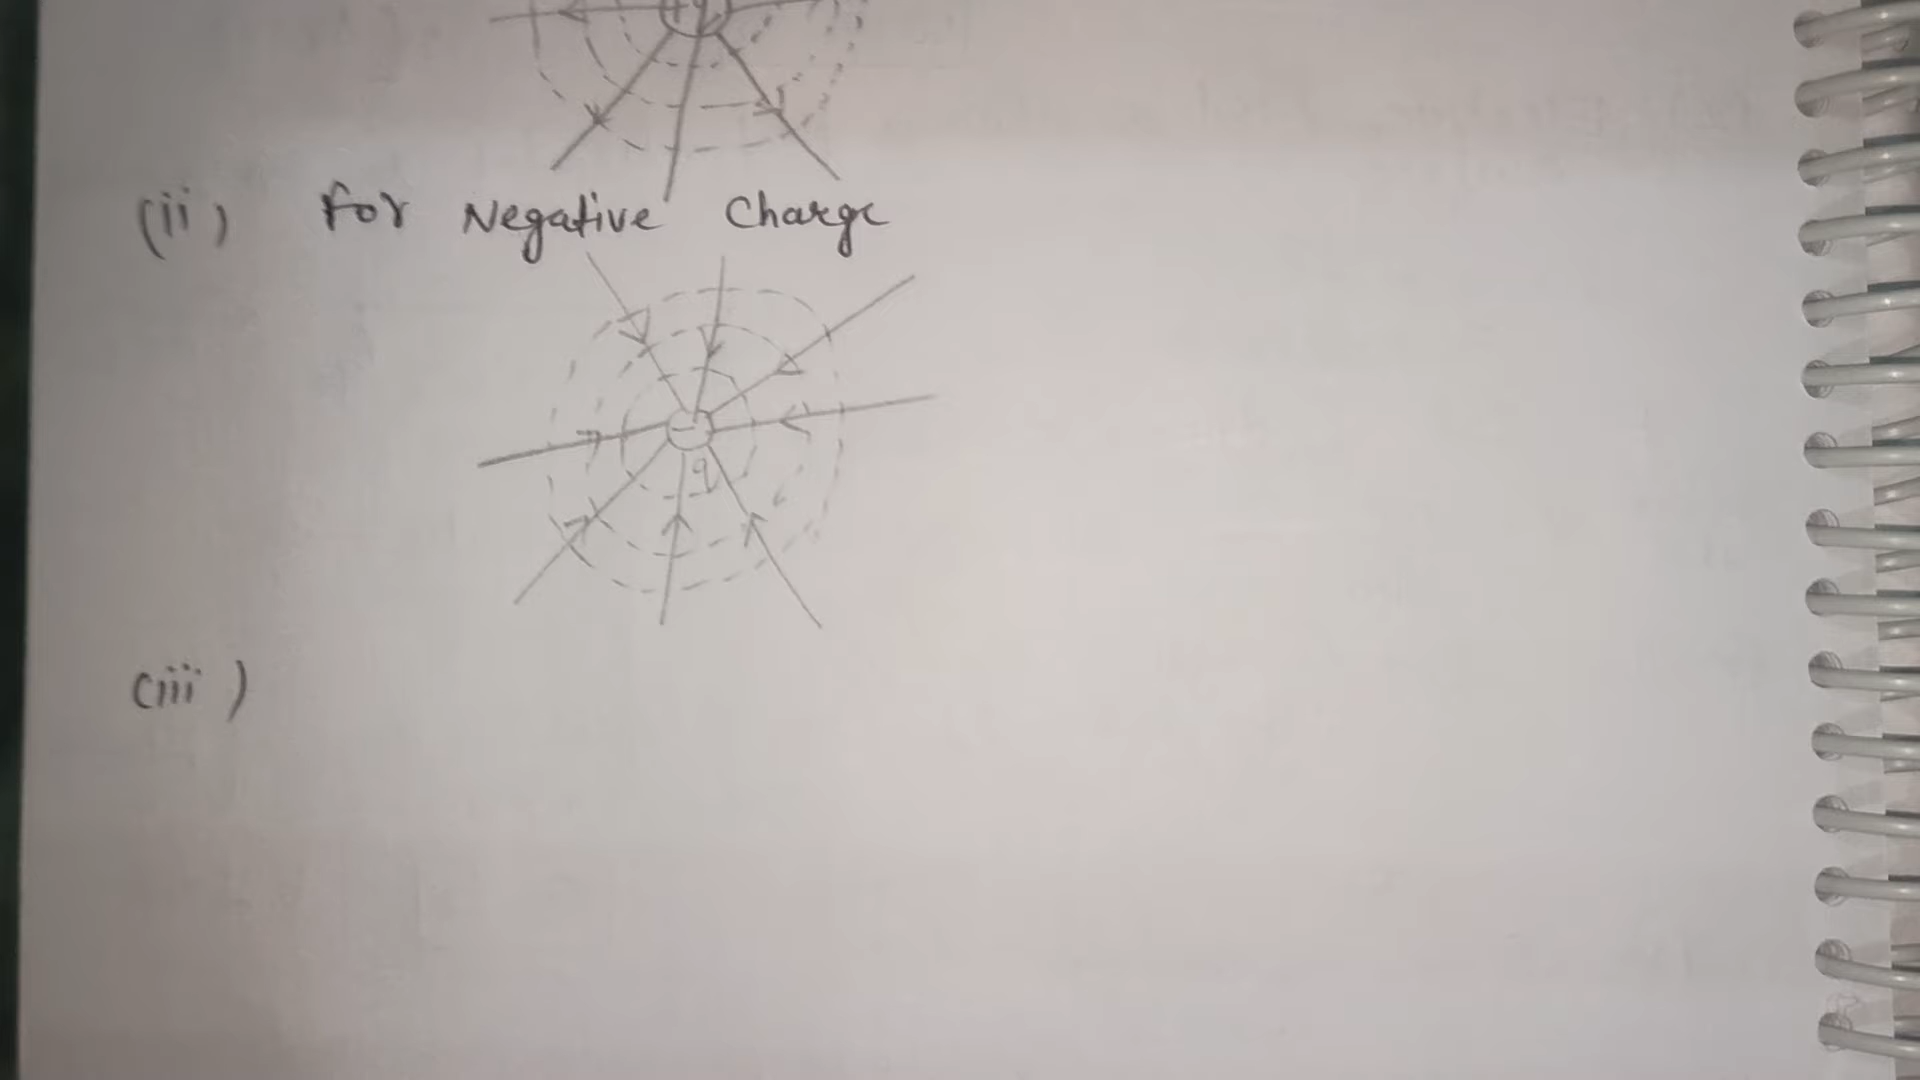 +q
(ii) For Negative Charge
-
q
(iii)